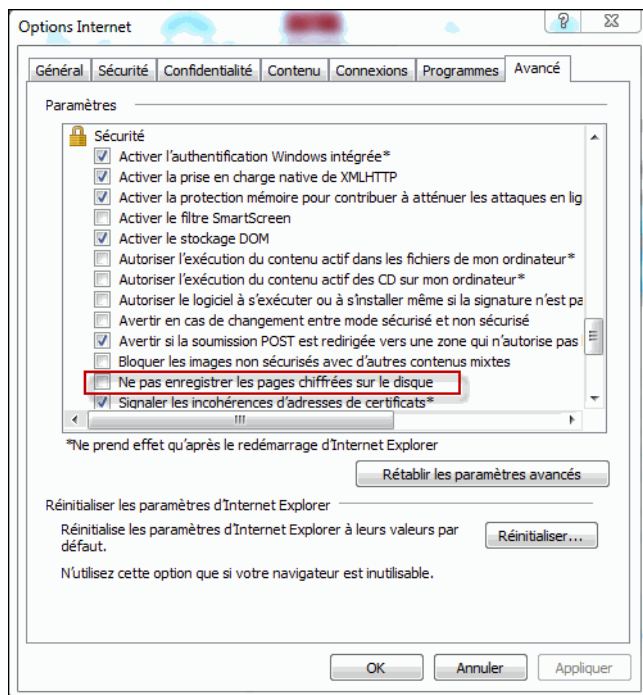 Options Internet
Général Sécurité Confidentialité Contenu Connexions Programmes Avancé
Paramètres
Sécurité
Activer l'authentification Windows intégrée*
Activer la prise en charge native de XMLHTTP
Activer la protection mémoire pour contribuer à atténuer les attaques en lig
Activer le filtre SmartScreen
Activer le stockage DOM
Autoriser l'exécution du contenu actif dans les fichiers de mon ordinateur*
Autoriser l'exécution du contenu actif des CD sur mon ordinateur*
Autoriser le logiciel à s'exécuter ou à s'installer même si la signature n'est pa
Avertir en cas de changement entre mode sécurisé et non sécurisé
Avertir si la soumission POST est redirigée vers une zone qui n'autorise pas
Bloquer les images non sécurisés avec d'autres contenus mixtes
Ne pas enregistrer les pages chiffrées sur le disque
Signaler les incohérences d'adresses de certificats*
*Ne prend effet qu'après le redémarrage d'Internet Explorer
Rétablir les paramètres avancés
Réinitialiser les paramètres d'Internet Explorer
Réinitialise les paramètres d'Internet Explorer à leurs valeurs par
défaut.
Réinitialiser...
N'utilisez cette option que si votre navigateur est inutilisable.
OK Annuler Appliquer